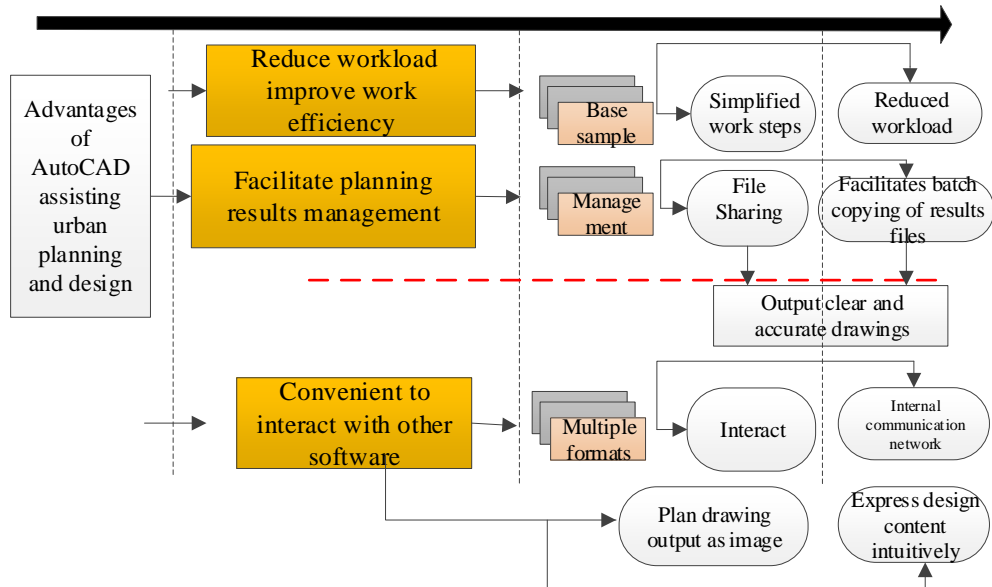 Advantages
of
AutoCAD
assisting
urban
planning
and design
Reduce workload
improve work
efficiency
Base
sample
Simplified
work steps
Reduced
workload
Facilitate planning
results management
Manage
ment
File
Sharing
Facilitates batch
copying of results
files
Output clear and
accurate drawings
Convenient to
interact with other
software
Multiple
formats
Interact
Internal
communication
network
Plan drawing
output as image
Express design
content
intuitively